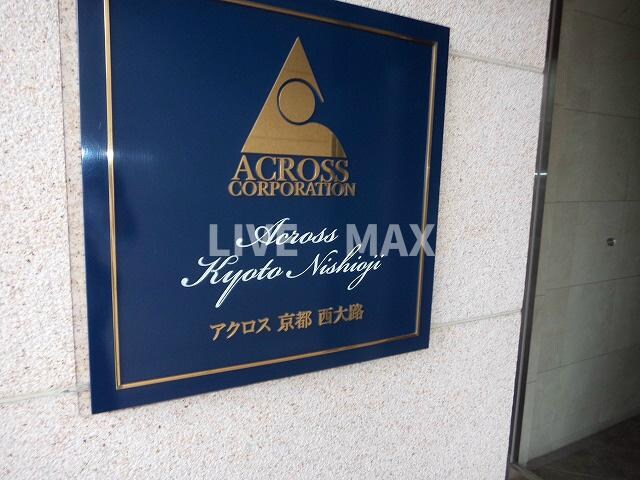 ACROSS
CORPORATION
Across
LIVE MAX
Kyoto Nishioji
アクロス 京都 西大路